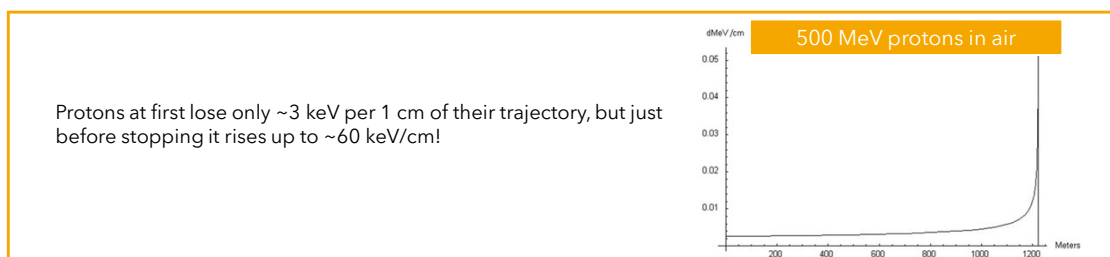 dMeV/cm
500 MeV protons in air
0.05
Protons at first lose only ~3 keV per 1 cm of their trajectory, but just
before stopping it rises up to ~60 keV/cm!
0.04
0.03
0.02
0.01
Meters
200 400 600 800 1000 1200